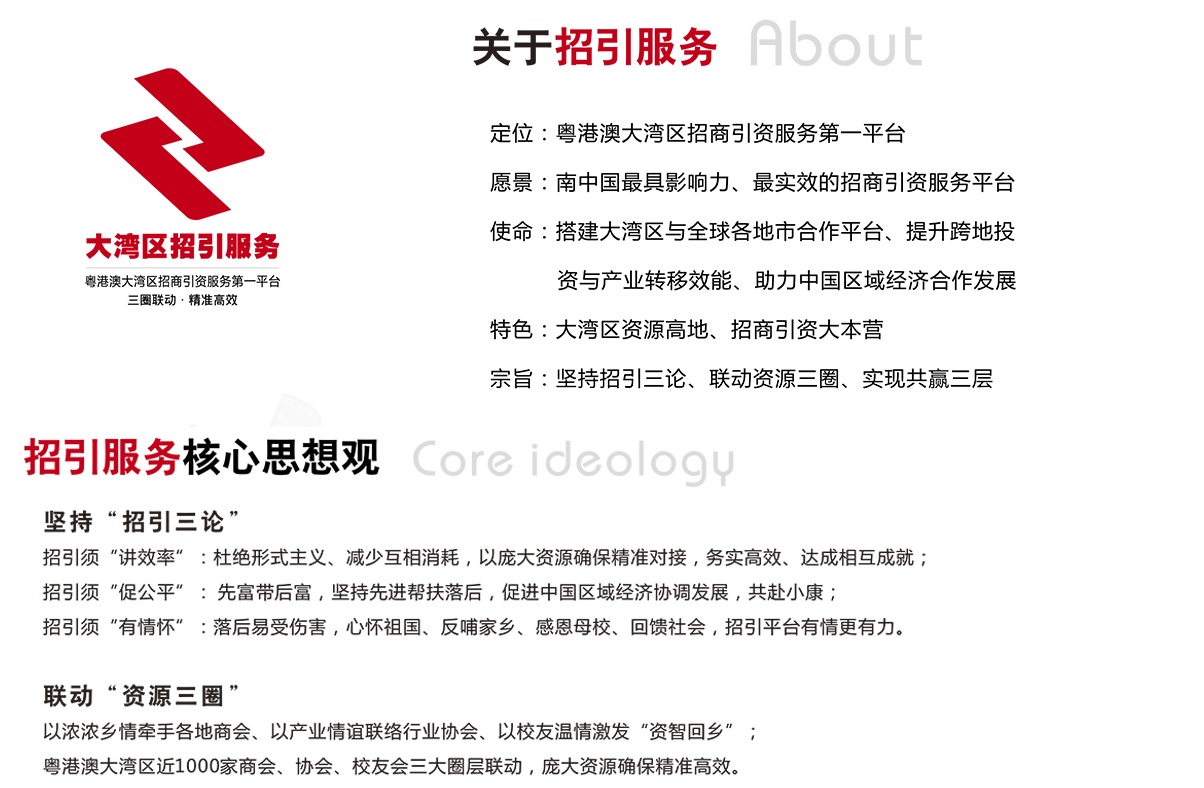 大湾区招引服务
粤港澳大湾区招商引资服务第一平台
三圈联动·精准高效
关于招引服务 About
定位：粤港澳大湾区招商引资服务第一平台
愿景：南中国最具影响力、最实效的招商引资服务平台
使命：搭建大湾区与全球各地市合作平台、提升跨地投
资与产业转移效能、助力中国区域经济合作发展
特色：大湾区资源高地、招商引资大本营
宗旨：坚持招引三论、联动资源三圈、实现共赢三层
招引服务核心思想观 Core ideology
坚持“招引三论”
招引须“讲效率”：杜绝形式主义、减少互相消耗，以庞大资源确保精准对接，务实高效、达成相互成就；
招引须“促公平”：先富带后富，坚持先进帮扶落后，促进中国区域经济协调发展，共赴小康；
招引须“有情怀”：落后易受伤害，心怀祖国、反哺家乡、感恩母校、回馈社会，招引平台有情更有力。
联动“资源三圈”
以浓浓乡情牵手各地商会、以产业情谊联络行业协会、以校友温情激发“资智回乡”；
粤港澳大湾区近1000家商会、协会、校友会三大圈层联动，庞大资源确保精准高效。